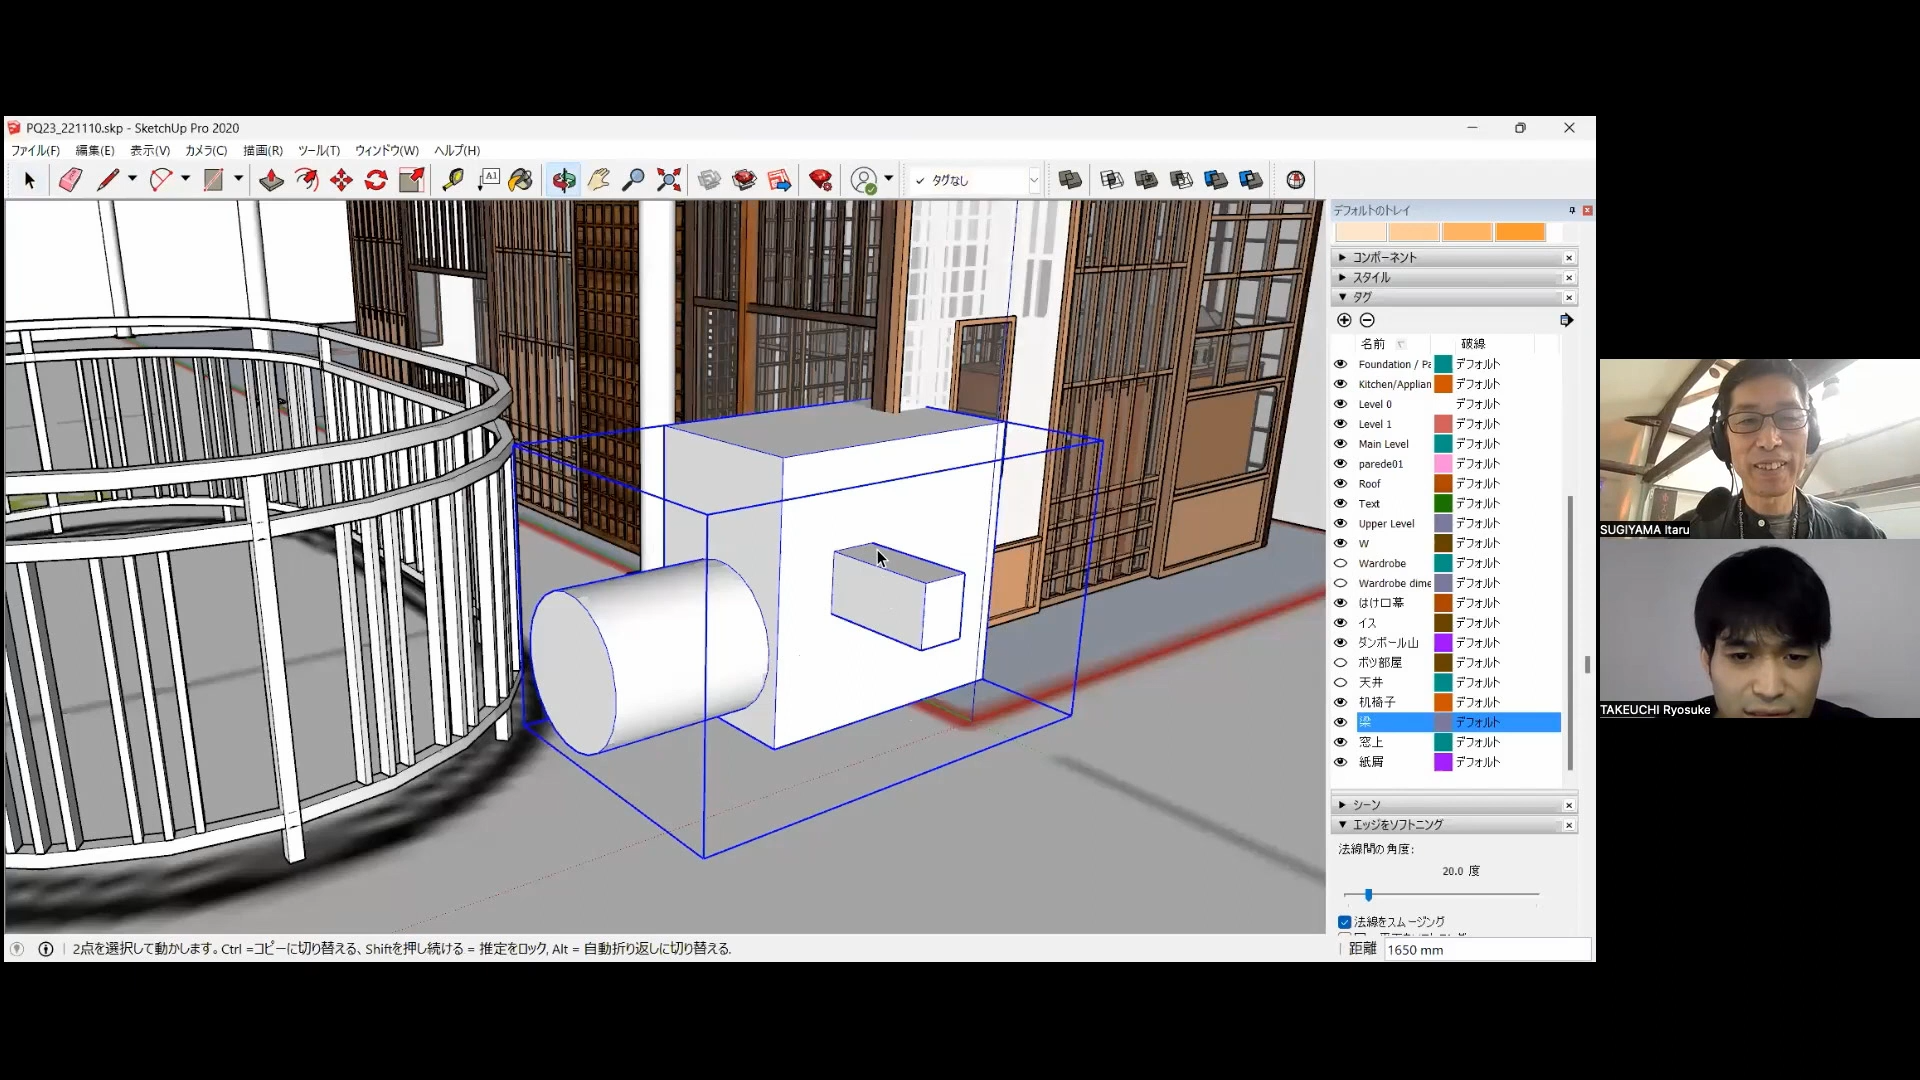 PQ23_221110.skp - SketchUp Pro 2020
ファイル(F) 編集(E) 表示(V) カメラ(C) 描画(R) ツール(T) ウィンドウ(W) ヘルプ(H)
A1
✓ タグなし
デフォルトのトレイ
コンポーネント
スタイル
タグ
名前 破線
Foundation / Pa デフォルト
Kitchen/Applian デフォルト
Level 0 デフォルト
Level 1 デフォルト
Main Level デフォルト
parede01 デフォルト
Roof デフォルト
Text デフォルト
Upper Level デフォルト
W デフォルト
Wardrobe デフォルト
Wardrobe dime デフォルト
はけ口幕 デフォルト
イス デフォルト
ダンボール山 デフォルト
ボツ部屋 デフォルト
天井 デフォルト
机椅子 デフォルト
梁 デフォルト
窓上 デフォルト
紙屑 デフォルト
シーン
エッジをソフトニング
法線間の角度:
20.0 度
法線をスムージング
2点を選択して動かします。Ctrl =コピーに切り替える、Shiftを押し続ける = 推定をロック, Alt = 自動折り返しに切り替える.
距離 1650 mm
SUGIYAMA Itaru
TAKEUCHI Ryosuke